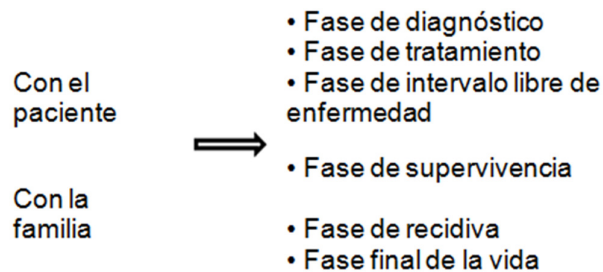 Con el
paciente
Con la
familia
• Fase de diagnóstico
• Fase de tratamiento
• Fase de intervalo libre de
enfermedad
• Fase de supervivencia
• Fase de recidiva
• Fase final de la vida